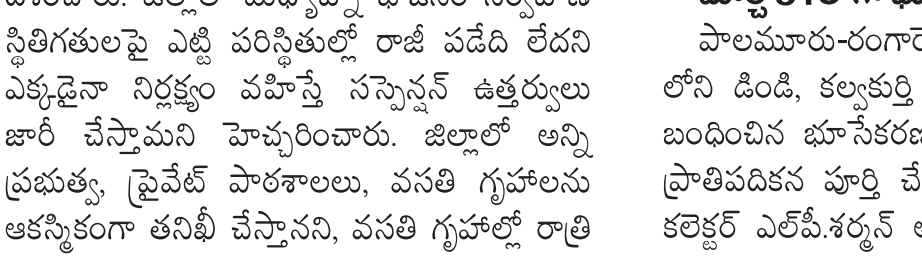 స్థితిగతులపై ఎట్టి పరిస్థితుల్లో రాజీ పడేది లేదని
ఎక్కడైనా నిర్లక్ష్యం వహిస్తే సస్పెన్షన్ ఉత్తర్వులు
జారీ చేస్తామని హెచ్చరించారు. జిల్లాలో అన్ని
ప్రభుత్వ, ప్రైవేట్ పాఠశాలలు, వసతి గృహాలను
ఆకస్మికంగా తనిఖీ చేస్తానని, వసతి గృహాల్లో రాత్రి
పాలమూరు-రంగారె
లోని డిండి, కల్వకుర్తి
బంధించిన భూసేకరణ
ప్రాతిపదికన పూర్తి చే
కలెక్టర్ ఎల్‌పీ.శర్మన్